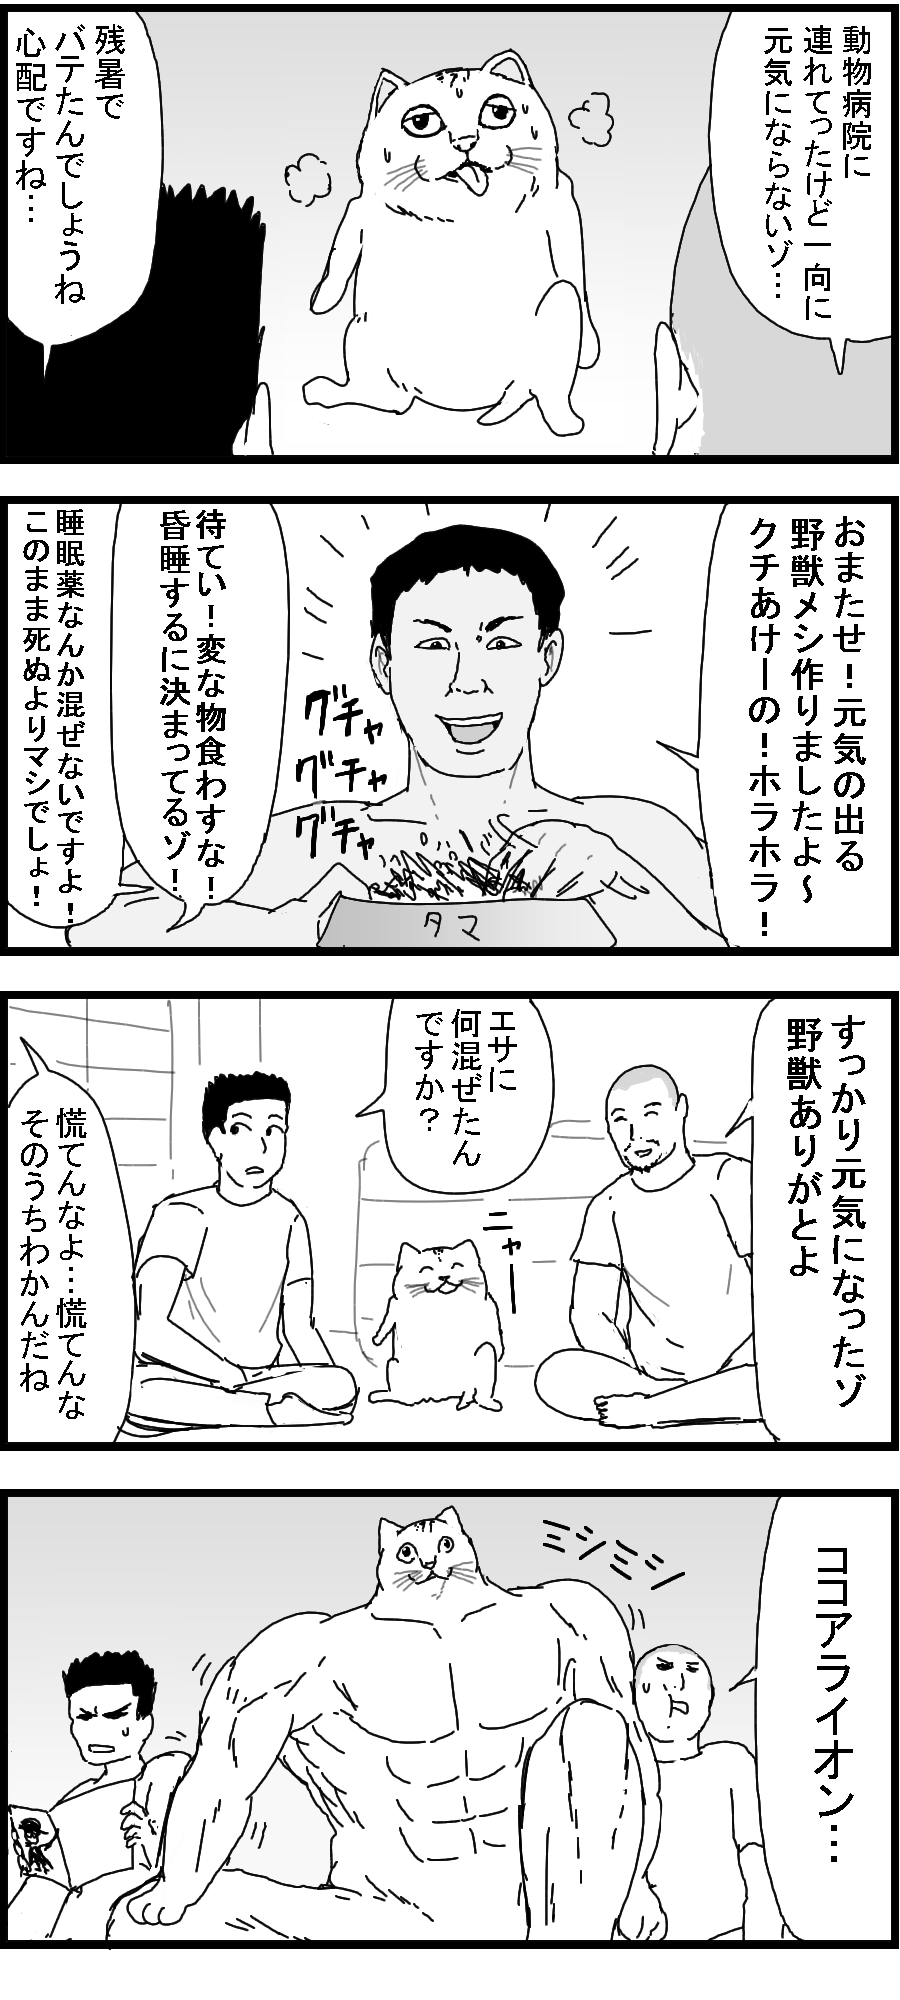 動物病院に
連れてったけど一向に
元気にならないゾ…
残暑で
バテたんでしょうね
心配ですね…
おまたせ！元気の出る
野獣メシ作りましたよ～
クチあけーの！ホラホラ！
グチャ
グチャ
グチャ
タマ
待てい！変な物食わすな！
昏睡するに決まってるゾ！
睡眠薬なんか混ぜないですよ！
このまま死ぬよりマシでしょ！
すっかり元気になったゾ
野獣ありがとよ
エサに
何混ぜたん
ですか？
ニャーー
慌てんなよ…慌てんな
そのうちわかんだね
ココアライオン…
ミシミシ